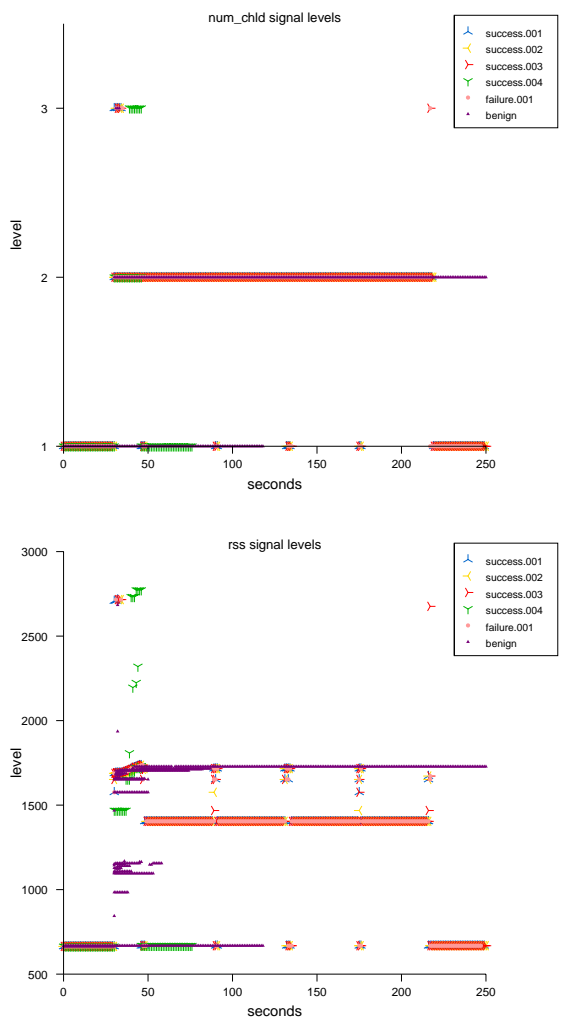 num_chld signal levels
success.001
success.002
success.003
success.004
failure.001
benign
3
2
1
level
0 50 100 150 200 250
seconds
rss signal levels
success.001
success.002
success.003
success.004
failure.001
benign
3000
2500
2000
1500
1000
500
level
0 50 100 150 200 250
seconds